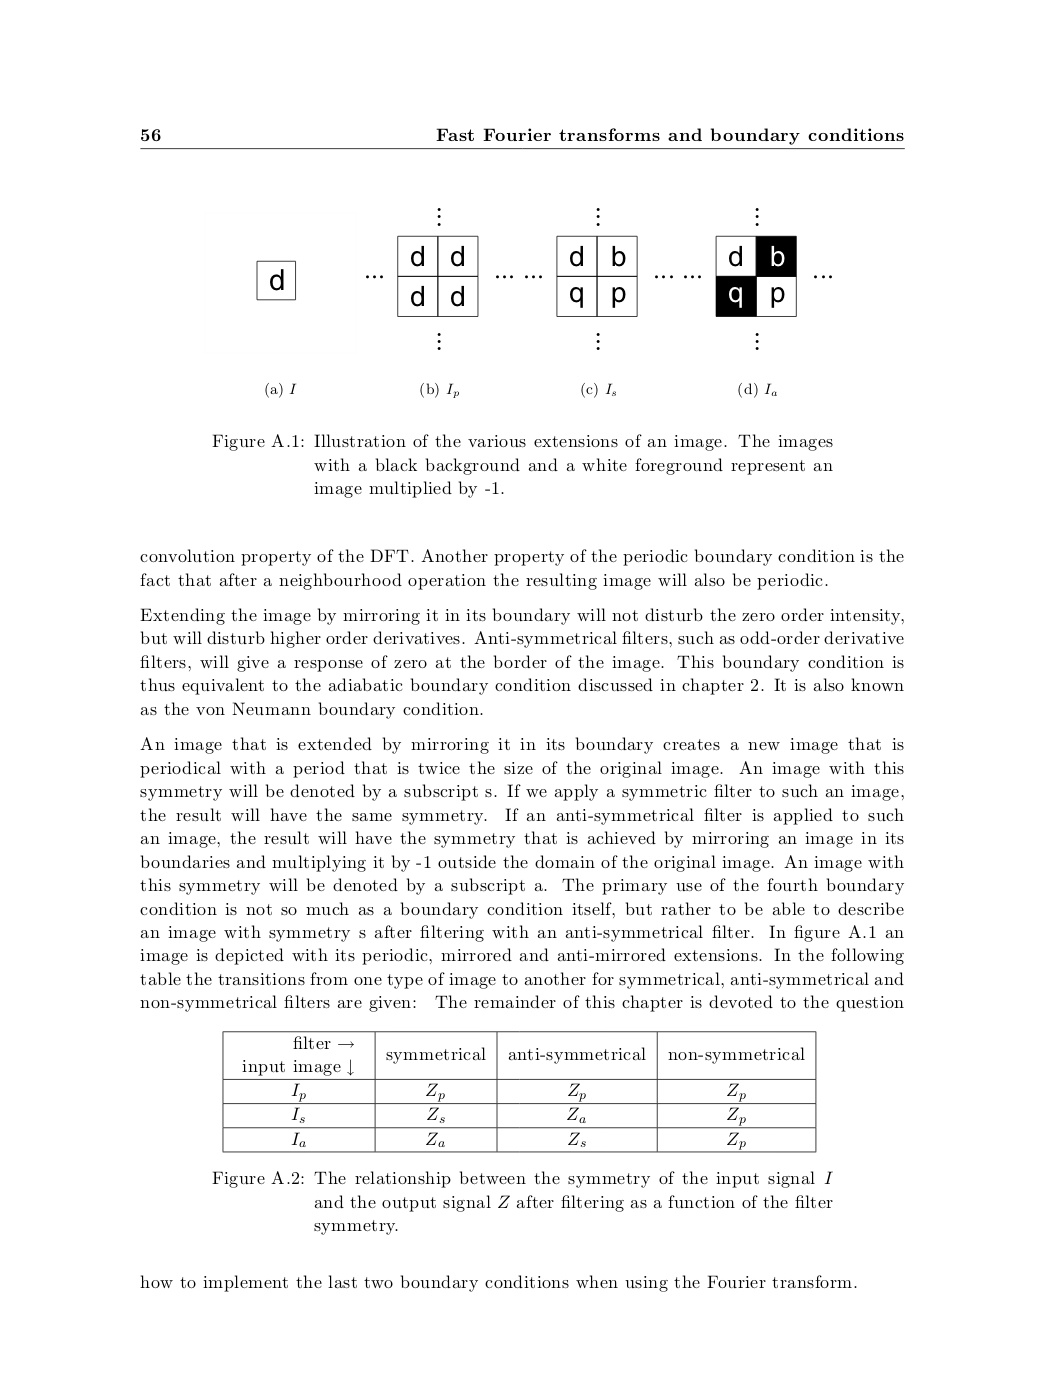 56 Fast Fourier transforms and boundary conditions
⋮ ⋮ ⋮
d d d b d b
d ... ... ... ... ... ...
d d q p q p
⋮ ⋮ ⋮
(a) I (b) Ip (c) Is (d) Ia
Figure A.1: Illustration of the various extensions of an image. The images
with a black background and a white foreground represent an
image multiplied by -1.
convolution property of the DFT. Another property of the periodic boundary condition is the
fact that after a neighbourhood operation the resulting image will also be periodic.
Extending the image by mirroring it in its boundary will not disturb the zero order intensity,
but will disturb higher order derivatives. Anti-symmetrical filters, such as odd-order derivative
filters, will give a response of zero at the border of the image. This boundary condition is
thus equivalent to the adiabatic boundary condition discussed in chapter 2. It is also known
as the von Neumann boundary condition.
An image that is extended by mirroring it in its boundary creates a new image that is
periodical with a period that is twice the size of the original image. An image with this
symmetry will be denoted by a subscript s. If we apply a symmetric filter to such an image,
the result will have the same symmetry. If an anti-symmetrical filter is applied to such
an image, the result will have the symmetry that is achieved by mirroring an image in its
boundaries and multiplying it by -1 outside the domain of the original image. An image with
this symmetry will be denoted by a subscript a. The primary use of the fourth boundary
condition is not so much as a boundary condition itself, but rather to be able to describe
an image with symmetry s after filtering with an anti-symmetrical filter. In figure A.1 an
image is depicted with its periodic, mirrored and anti-mirrored extensions. In the following
table the transitions from one type of image to another for symmetrical, anti-symmetrical and
non-symmetrical filters are given: The remainder of this chapter is devoted to the question
filter →
input image ↓ symmetrical anti-symmetrical non-symmetrical
Ip Zp Zp Zp
Is Zs Za Zp
Ia Za Zs Zp
Figure A.2: The relationship between the symmetry of the input signal I
and the output signal Z after filtering as a function of the filter
symmetry.
how to implement the last two boundary conditions when using the Fourier transform.